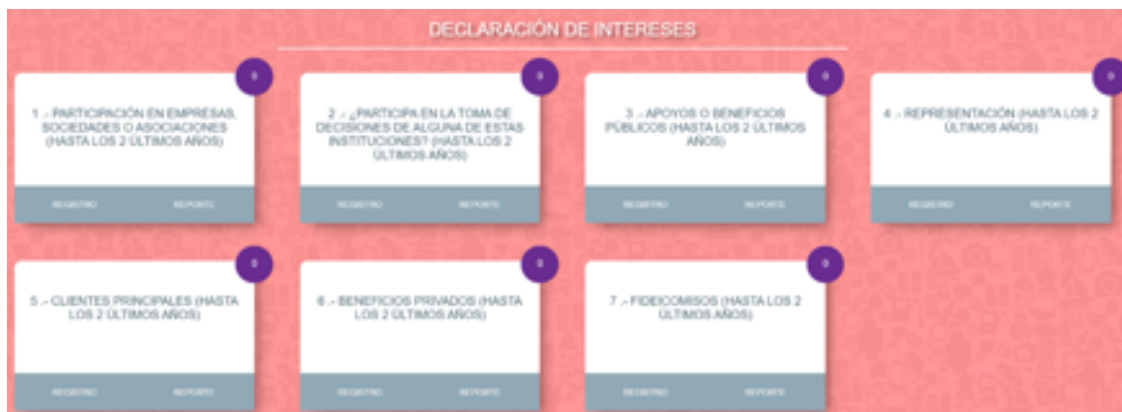 DECLARACIÓN DE INTERESES
0
1 .- PARTICIPACIÓN EN EMPRESAS,
SOCIEDADES O ASOCIACIONES
(HASTA LOS 2 ÚLTIMOS AÑOS)
REGISTRO REPORTE
0
2 .- ¿PARTICIPA EN LA TOMA DE
DECISIONES DE ALGUNA DE ESTAS
INSTITUCIONES? (HASTA LOS 2
ÚLTIMOS AÑOS)
REGISTRO REPORTE
0
3 .- APOYOS O BENEFICIOS
PÚBLICOS (HASTA LOS 2 ÚLTIMOS
AÑOS)
REGISTRO REPORTE
0
4 .- REPRESENTACIÓN (HASTA LOS 2
ÚLTIMOS AÑOS)
REGISTRO REPORTE
0
5 .- CLIENTES PRINCIPALES (HASTA
LOS 2 ÚLTIMOS AÑOS)
REGISTRO REPORTE
0
6 .- BENEFICIOS PRIVADOS (HASTA
LOS 2 ÚLTIMOS AÑOS)
REGISTRO REPORTE
0
7 .- FIDEICOMISOS (HASTA LOS 2
ÚLTIMOS AÑOS)
REGISTRO REPORTE